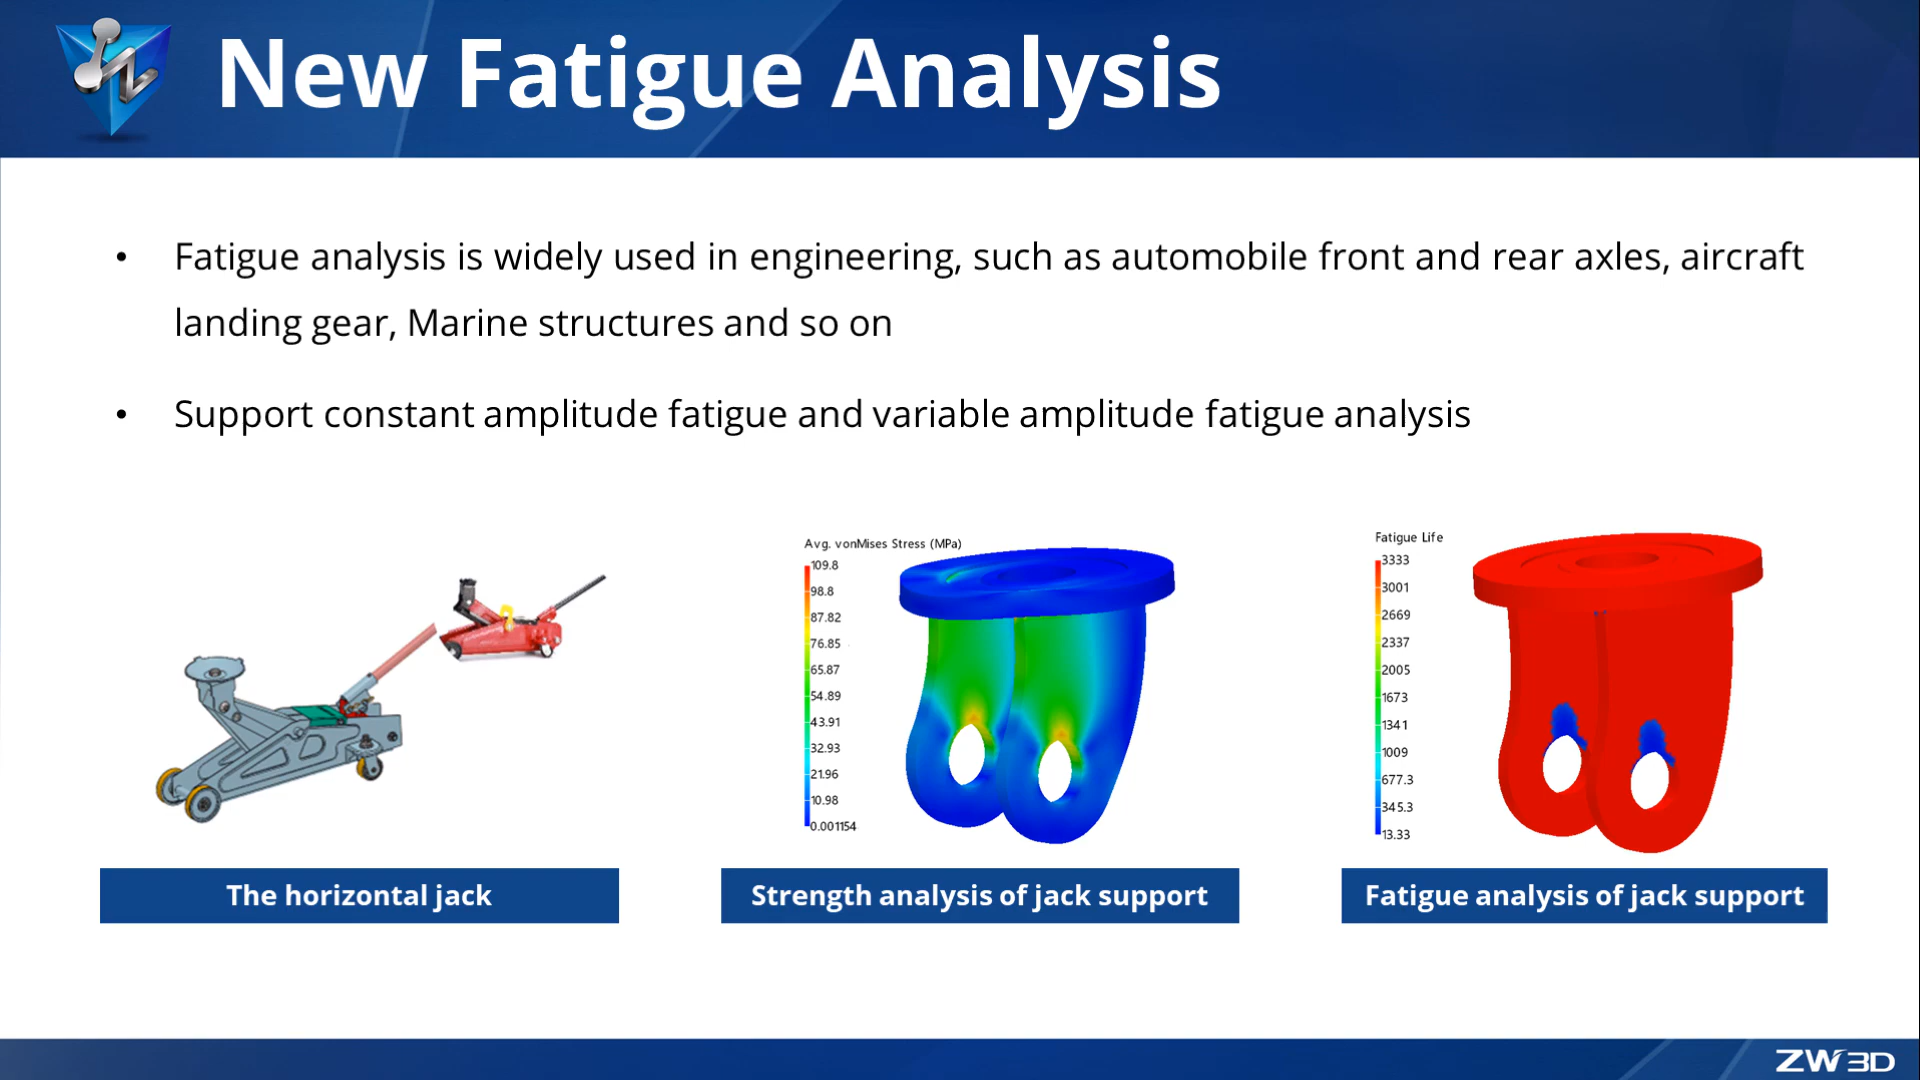 New Fatigue Analysis
• Fatigue analysis is widely used in engineering, such as automobile front and rear axles, aircraft
landing gear, Marine structures and so on
• Support constant amplitude fatigue and variable amplitude fatigue analysis
Avg. vonMises Stress (MPa)
109.8
98.8
87.82
76.85
65.87
54.89
43.91
32.93
21.96
10.98
0.001154
Fatigue Life
3333
3001
2669
2337
2005
1673
1341
1009
677.3
345.3
13.33
The horizontal jack
Strength analysis of jack support
Fatigue analysis of jack support
ZW3D